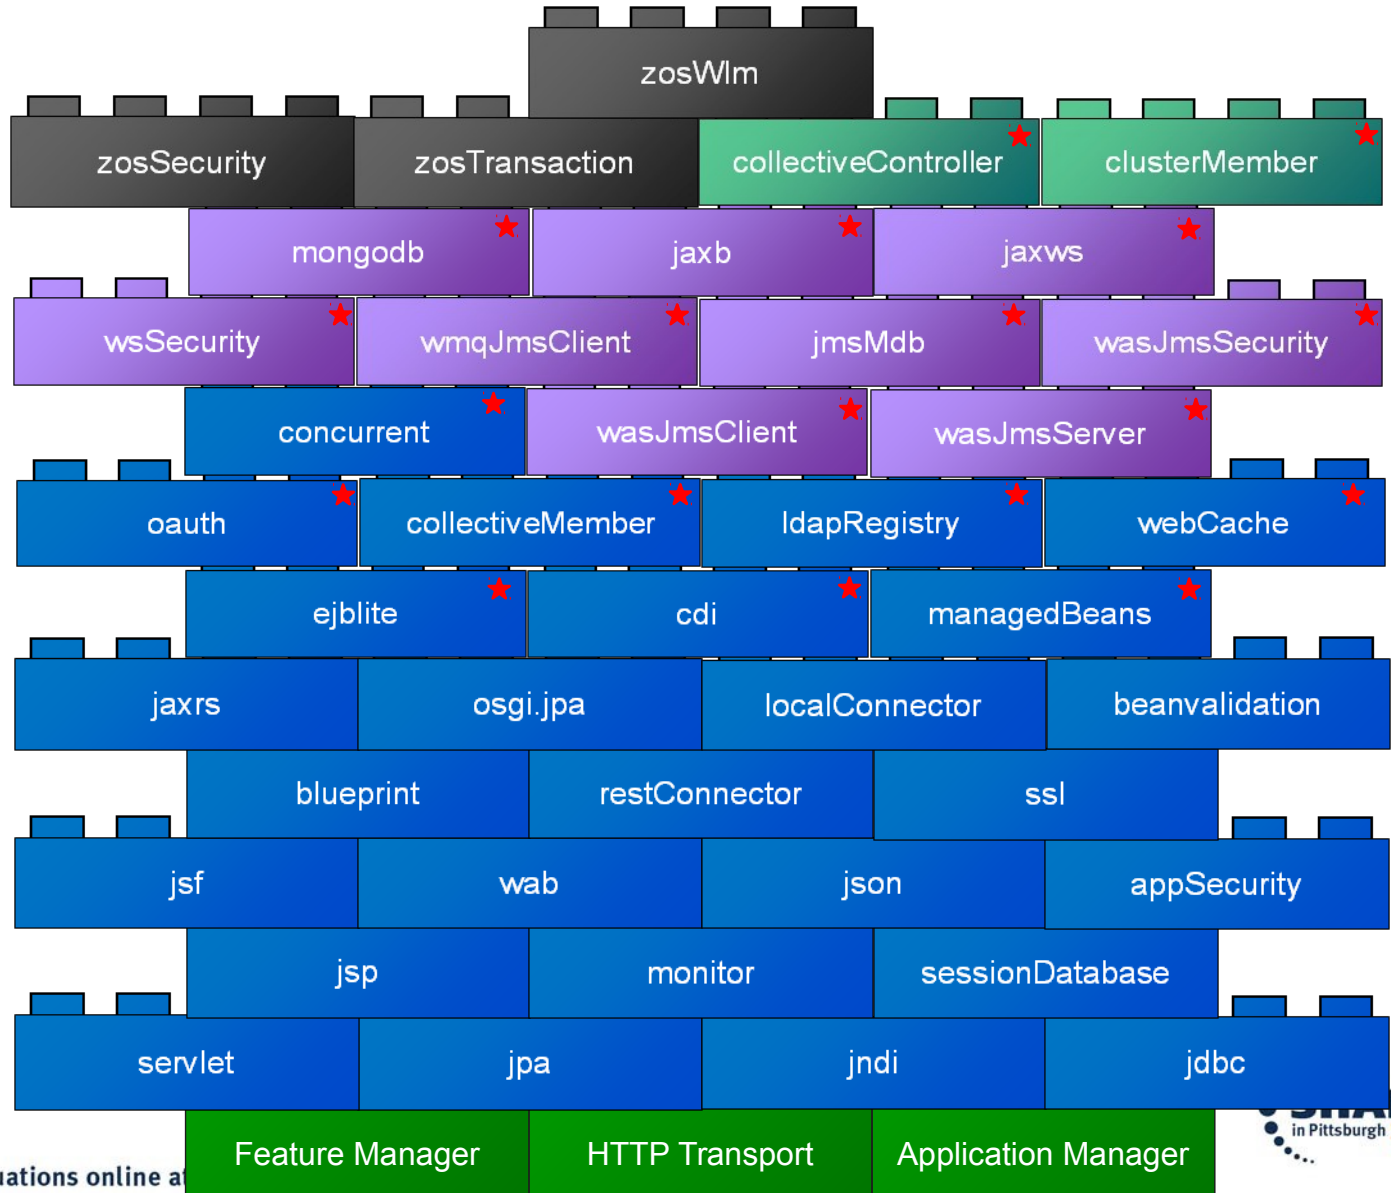 zosWlm
zosSecurity
zosTransaction
collectiveController
clusterMember
mongodb
jaxb
jaxws
wsSecurity
wmqJmsClient
jmsMdb
wasJmsSecurity
concurrent
wasJmsClient
wasJmsServer
oauth
collectiveMember
ldapRegistry
webCache
ejblite
cdi
managedBeans
jaxrs
osgi.jpa
localConnector
beanvalidation
blueprint
restConnector
ssl
jsf
wab
json
appSecurity
jsp
monitor
sessionDatabase
servlet
jpa
jndi
jdbc
Feature Manager
HTTP Transport
Application Manager
in Pittsburgh
online